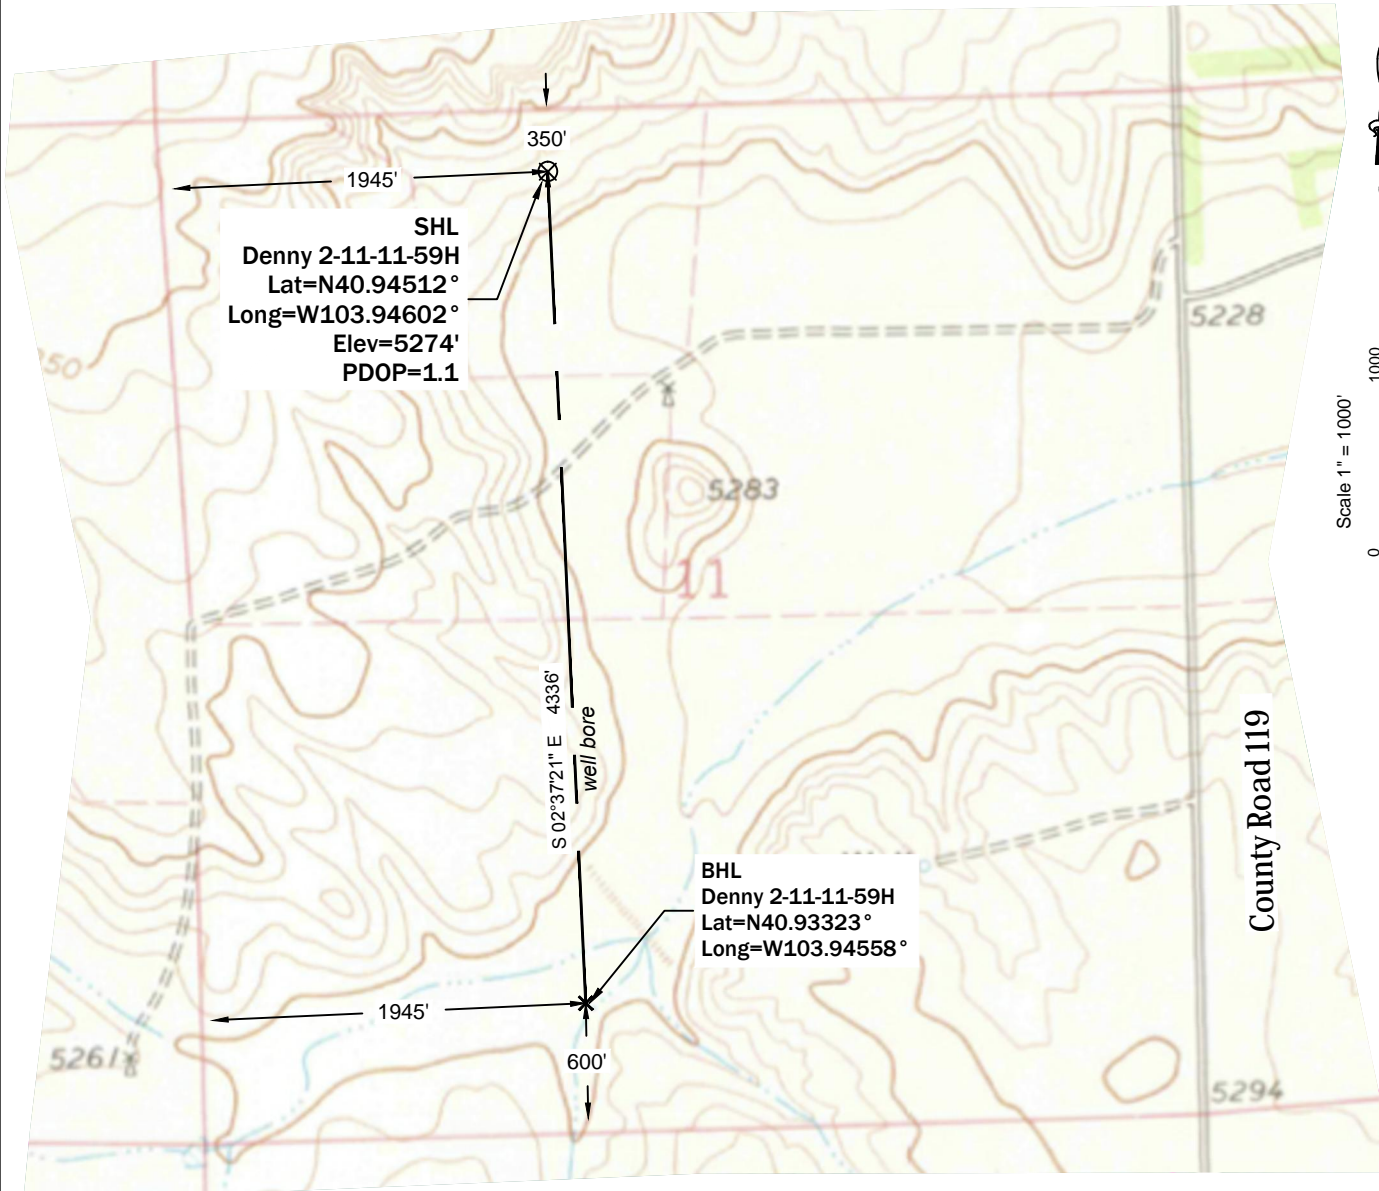 350'
1945'
SHL
Denny 2-11-11-59H
Lat=N40.94512°
Long=W103.94602°
Elev=5274'
PDOP=1.1
5228
1000
Scale 1" = 1000'
0
5283
11
S 02°37'21" E 4336'
well bore
County Road 119
BHL
Denny 2-11-11-59H
Lat=N40.93323°
Long=W103.94558°
1945'
600'
5261
5294